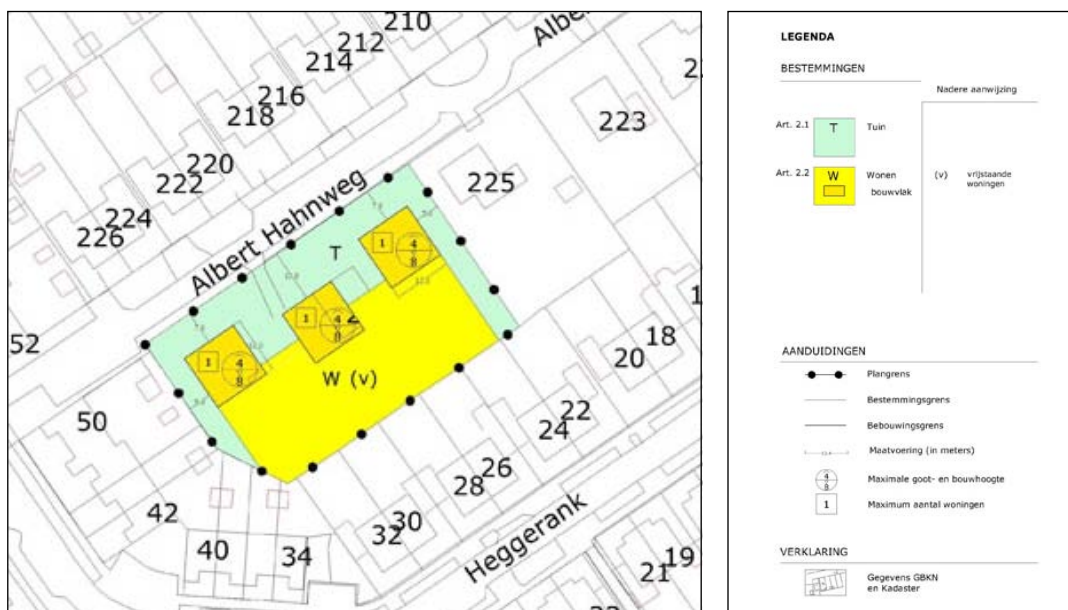 210
Albe
212
214
216
218
223
220
222
225
224
226
Albert Hahnweg
T
1
4
8
1
4
8
1
4
8
W (v)
52
50
18
20
22
24
26
28
42
30
32
40
34
Heggerank
19
21
LEGENDA
BESTEMMINGEN
Nadere aanwijzing
Art. 2.1 T Tuin
Art. 2.2 W Wonen
bouwvlak
(v) vrijstaande
woningen
AANDUIDINGEN
Plangrens
Bestemmingsgrens
Bebouwingsgrens
Maatvoering (in meters)
4
8
Maximale goot- en bouwhoogte
1 Maximum aantal woningen
VERKLARING
Gegevens GBKN
en Kadaster